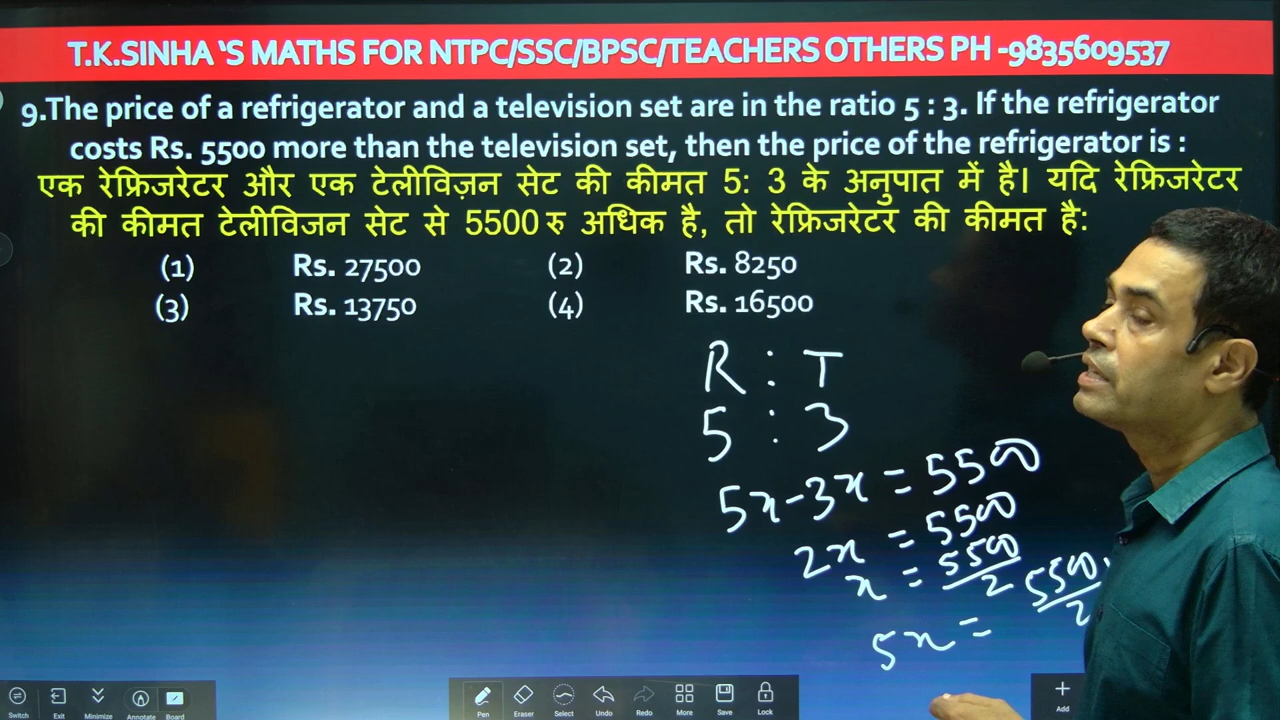 T.K.SINHA ‘S MATHS FOR NTPC/SSC/BPSC/TEACHERS OTHERS PH -9835609537
9.The price of a refrigerator and a television set are in the ratio 5 : 3. If the refrigerator
costs Rs. 5500 more than the television set, then the price of the refrigerator is :
एक रेफ्रिजरेटर और एक टेलीविज़न सेट की कीमत 5: 3 के अनुपात में है। यदि रेफ्रिजरेटर
की कीमत टेलीविजन सेट से 5500 रु अधिक है, तो रेफ्रिजरेटर की कीमत है:
(1) Rs. 27500 (2) Rs. 8250
(3) Rs. 13750 (4) Rs. 16500
R : T
5 : 3
5x-3x = 5500
2x = 5500
x = 5500/2
5x = 5500/2
Switch Exit Minimize Annotate Board Pen Eraser Select Undo Redo More Save Lock Add